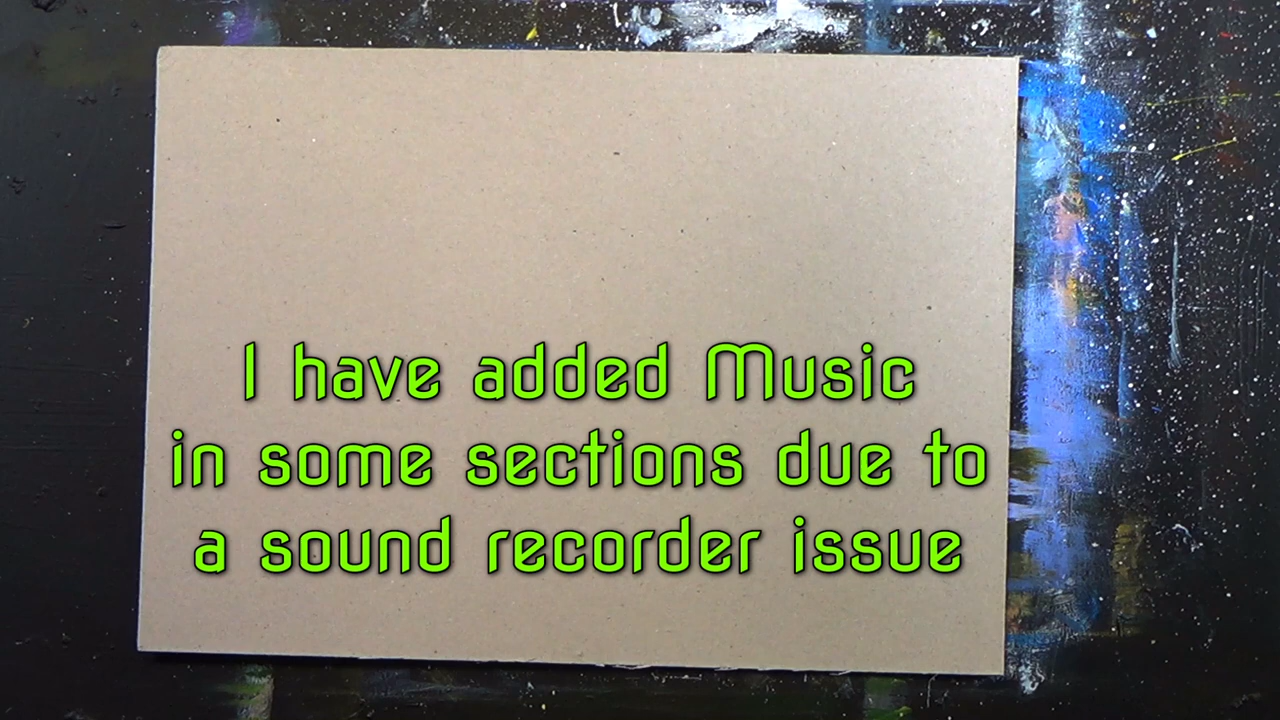 I have added Music
in some sections due to
a sound recorder issue